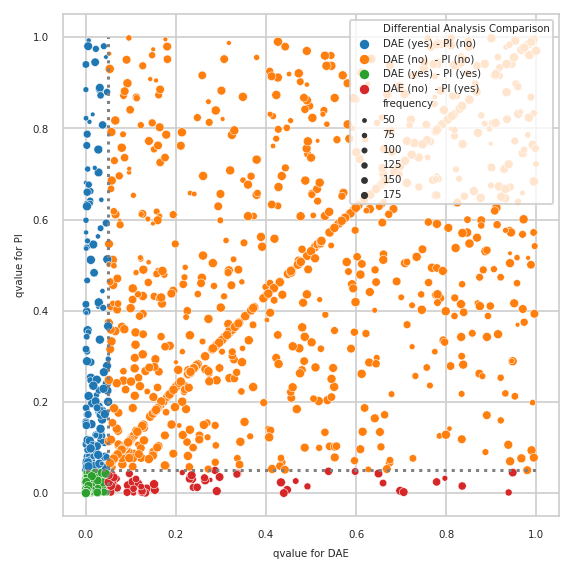 Differential Analysis Comparison
DAE (yes) - PI (no)
DAE (no) - PI (no)
DAE (yes) - PI (yes)
DAE (no) - PI (yes)
frequency
50
75
100
125
150
175
1.0
0.8
0.6
0.4
0.2
0.0
qvalue for PI
0.0 0.2 0.4 0.6 0.8 1.0
qvalue for DAE